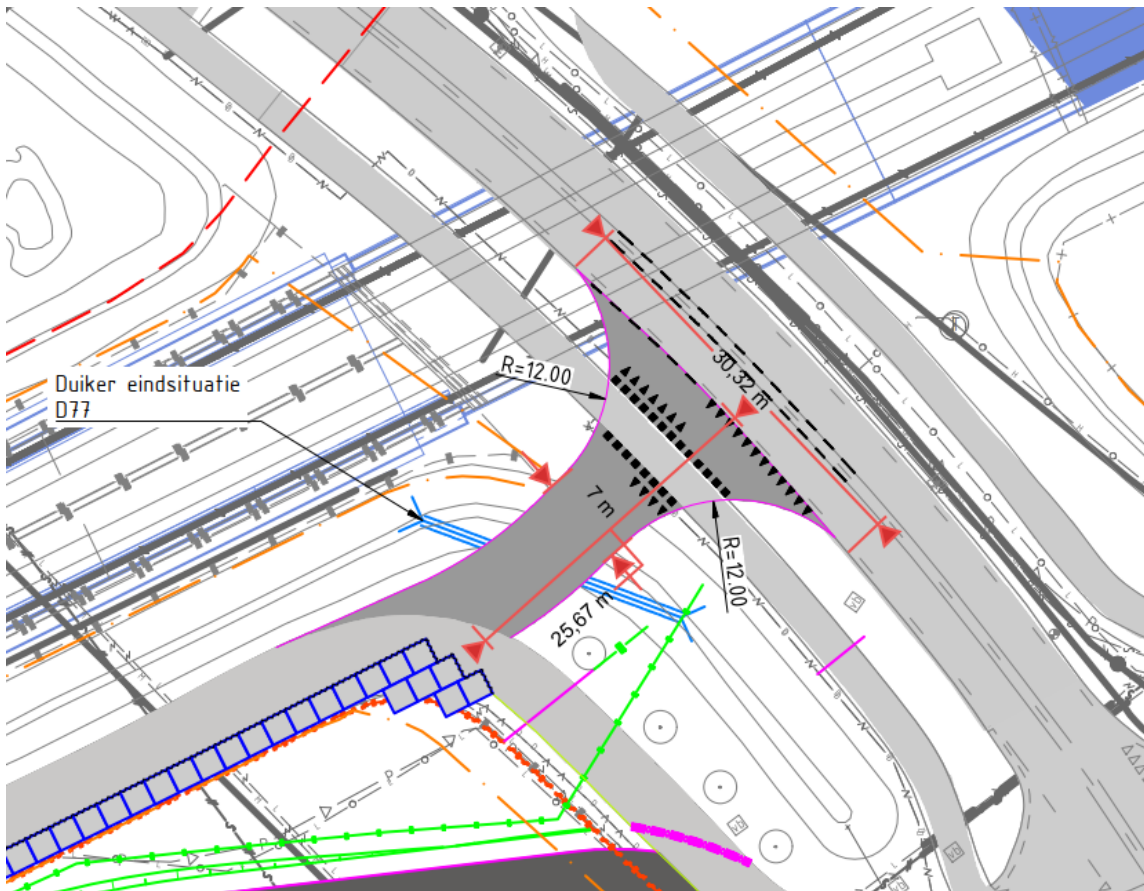 R=12.00
30,32 m
Duiker eindsituatie
D77
7 m
R=12.00
25,67 m